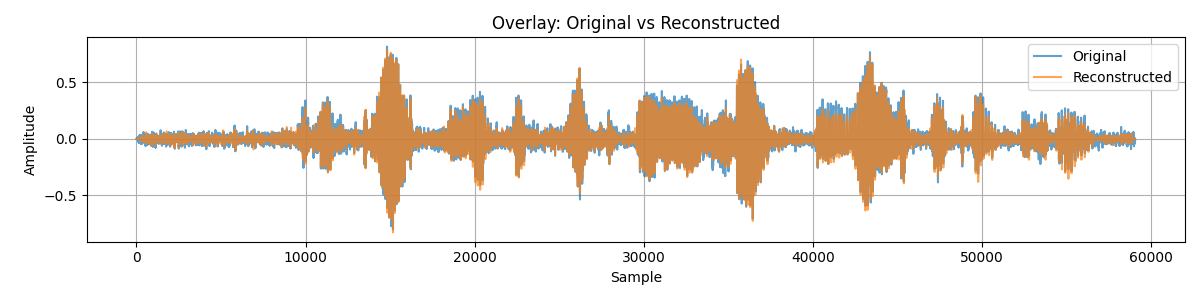 Overlay: Original vs Reconstructed
Original
Reconstructed
Amplitude
0.5
0.0
−0.5
0 10000 20000 30000 40000 50000 60000
Sample